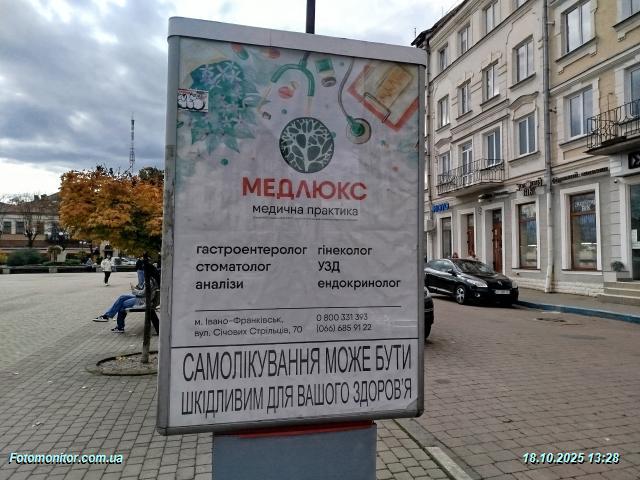 МЕДЛЮКС
медична практика
гастроентеролог гінеколог
стоматолог УЗД
аналізи ендокринолог
м. Івано-Франківськ, 0 800 331 393
вул. Січових Стрільців, 70 (066) 685 91 22
САМОЛІКУВАННЯ МОЖЕ БУТИ
ШКІДЛИВИМ ДЛЯ ВАШОГО ЗДОРОВ'Я
Fotomonitor.com.ua 18.10.2025 13:28